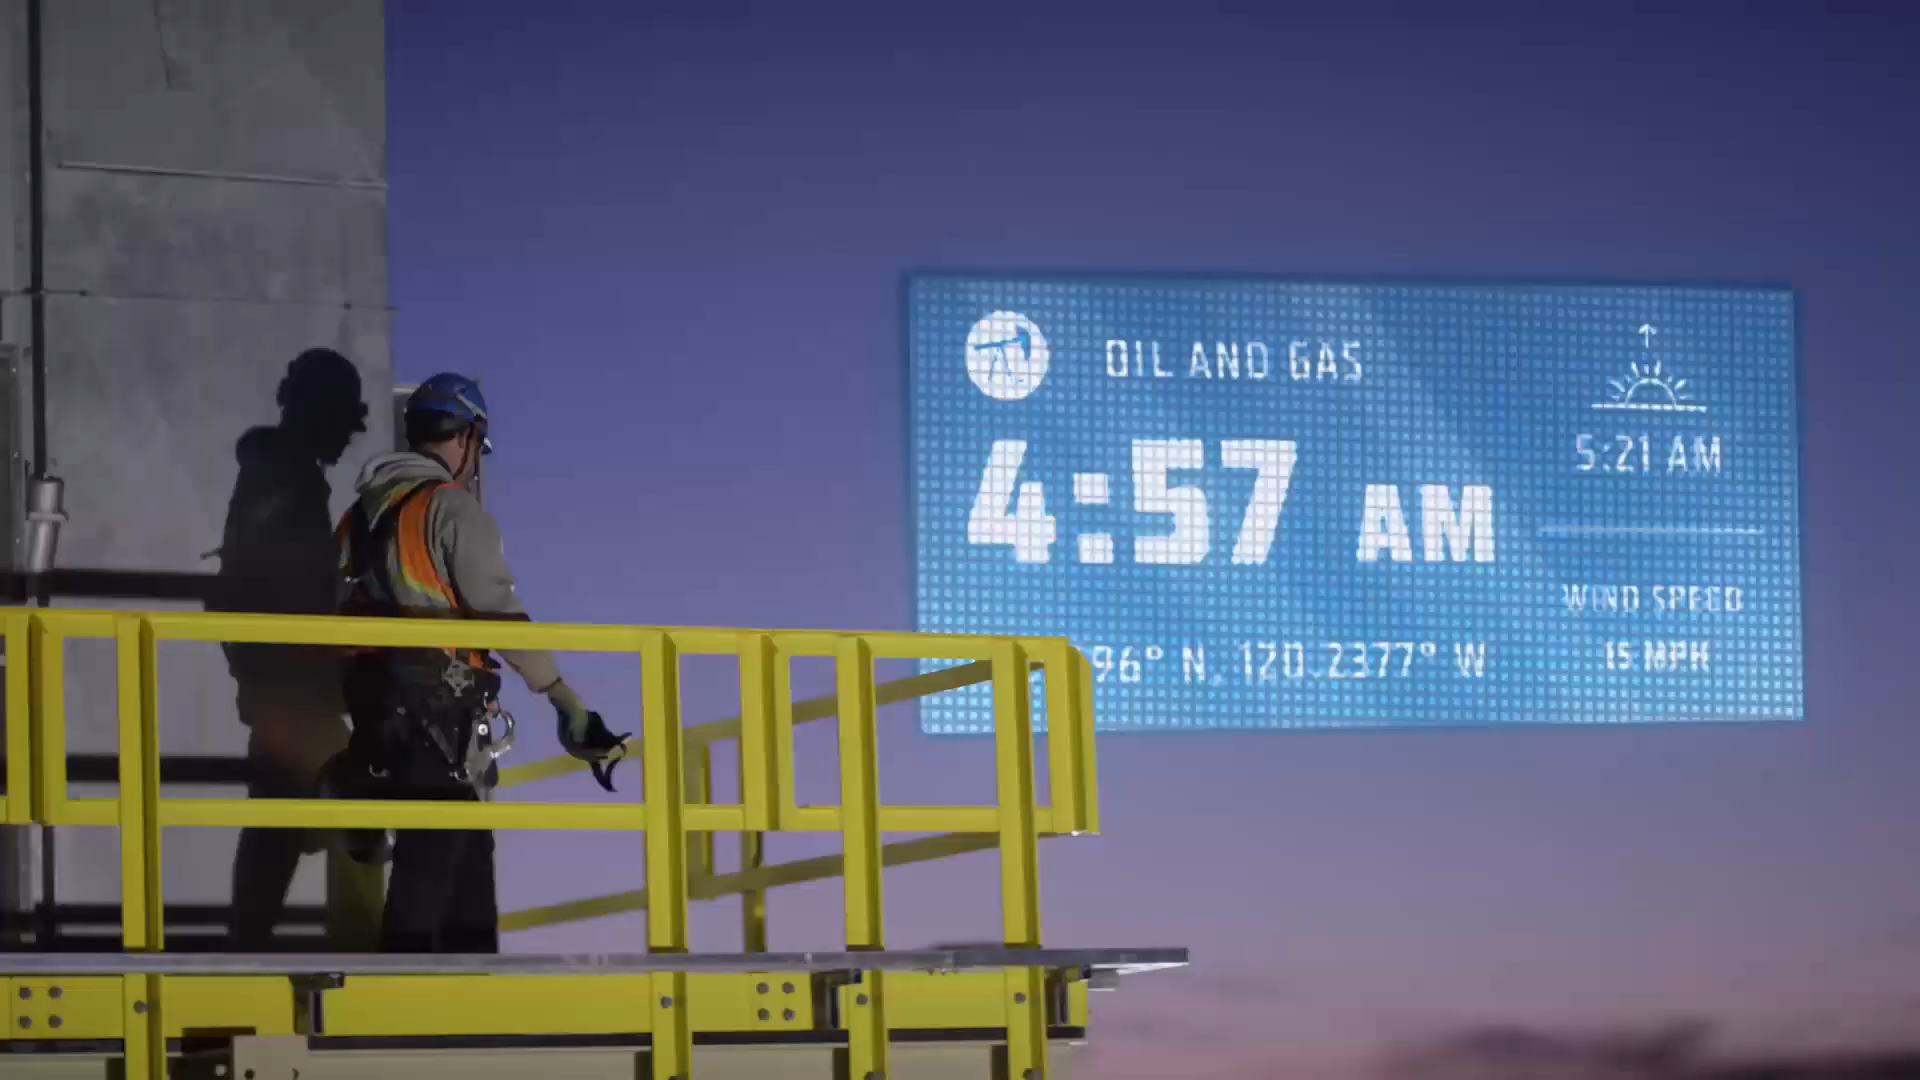 OIL AND GAS
4:57 AM
96° N, 120.2377° W
5:21 AM
WIND SPEED
15 MPH